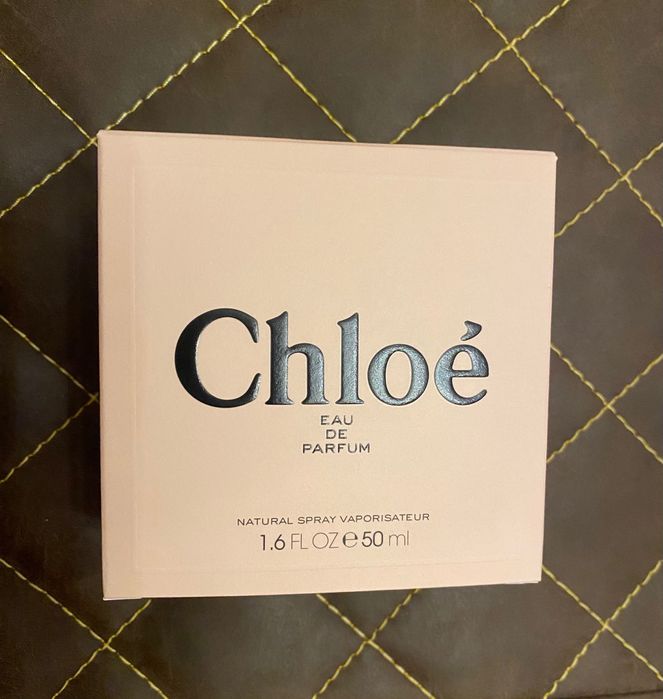 Chloé
EAU
DE
PARFUM
NATURAL SPRAY VAPORISATEUR
1.6 FL OZ ℮ 50 ml